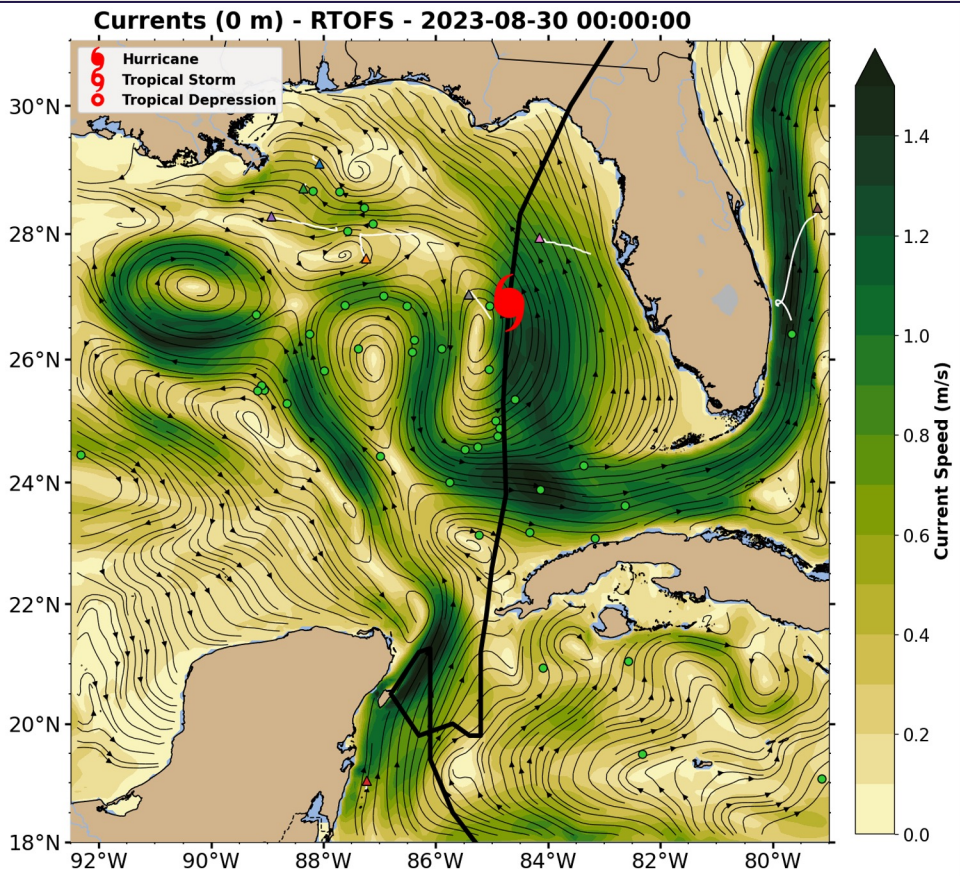 Currents (0 m) - RTOFS - 2023-08-30 00:00:00
Hurricane
Tropical Storm
Tropical Depression
30°N
28°N
26°N
24°N
22°N
20°N
18°N
92°W
90°W
88°W
86°W
84°W
82°W
80°W
1.4
1.2
1.0
0.8
0.6
0.4
0.2
0.0
Current Speed (m/s)